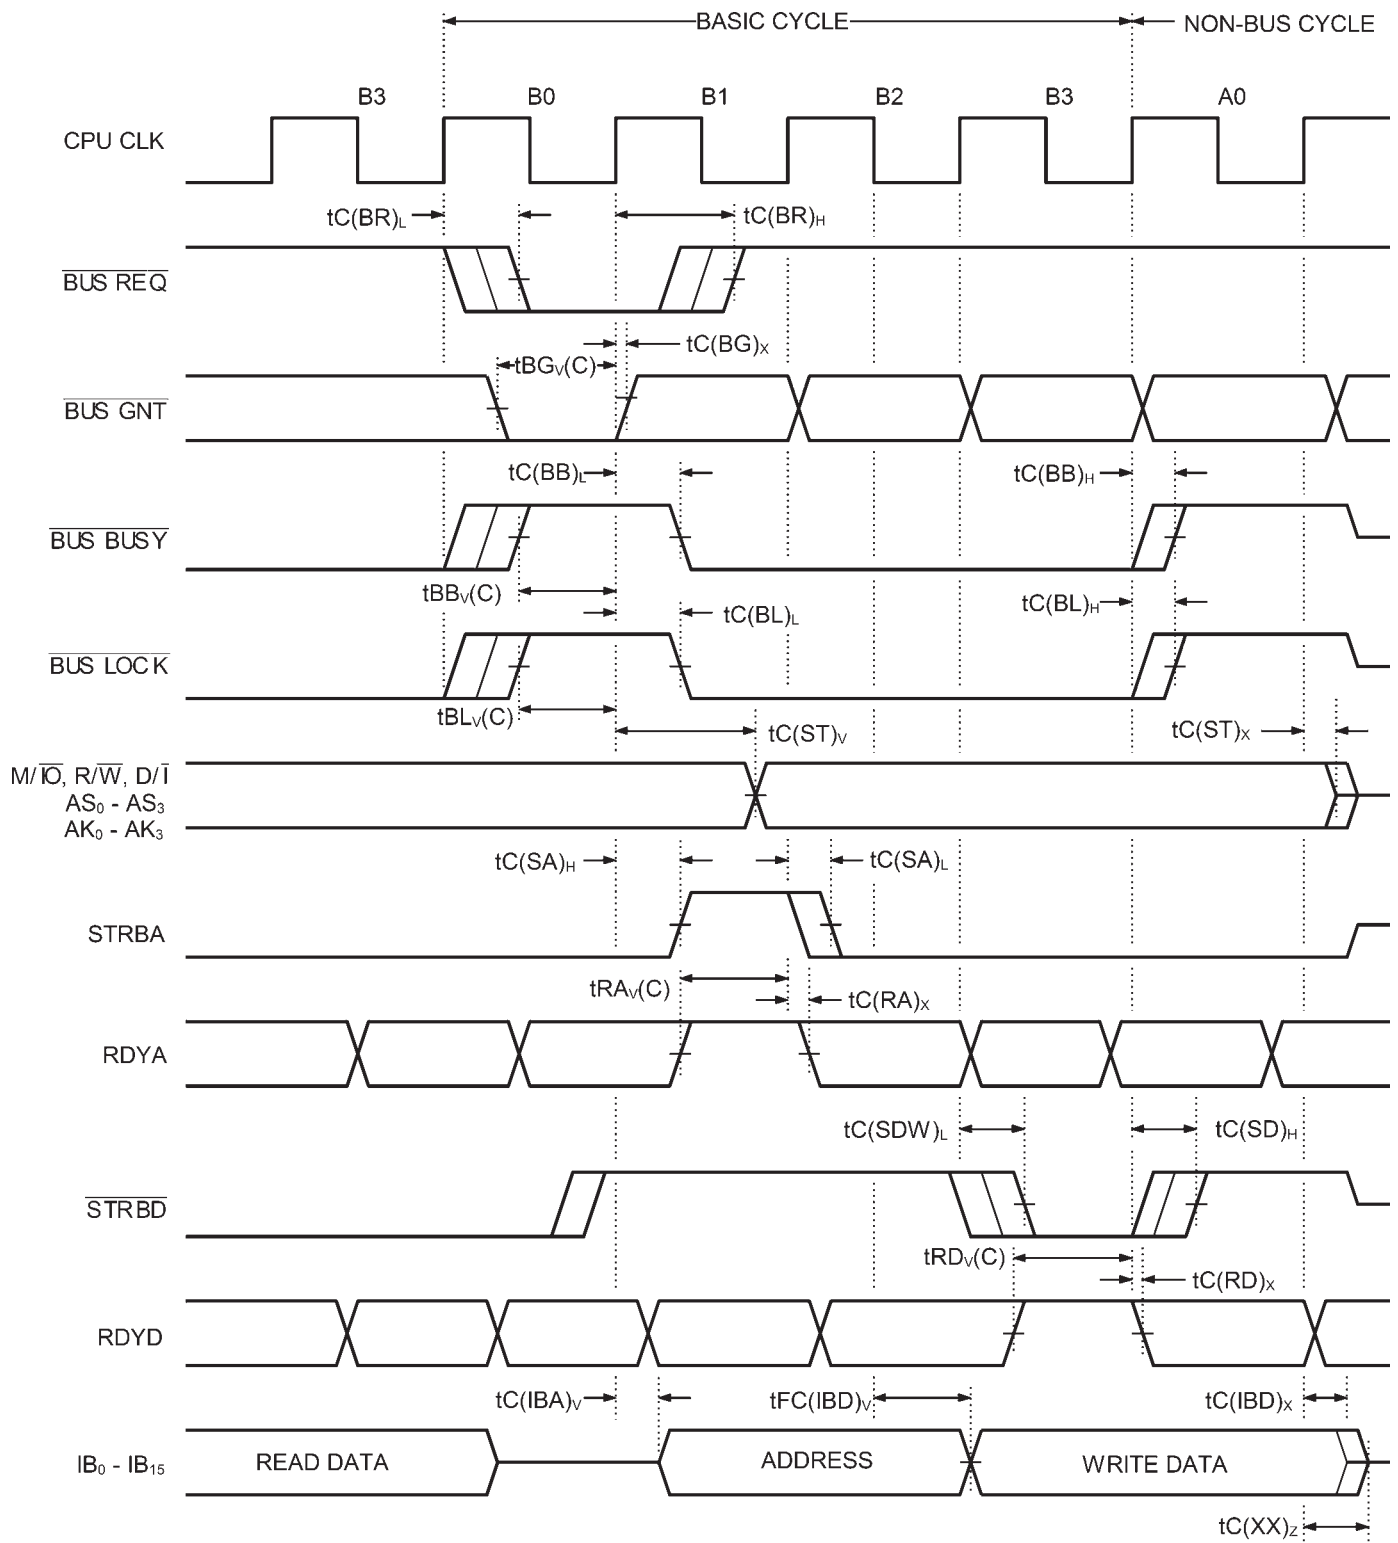 BASIC CYCLE NON-BUS CYCLE
B3 B0 B1 B2 B3 A0
CPU CLK
tC(BR)L tC(BR)H
BUS REQ
tC(BG)X
tBGV(C)
BUS GNT
tC(BB)L tC(BB)H
BUS BUSY
tBBV(C)
tC(BL)L tC(BL)H
BUS LOCK
tBLV(C)
tC(ST)V tC(ST)X
M/IO, R/W, D/I
AS0 - AS3
AK0 - AK3
tC(SA)H tC(SA)L
STRBA
tRAV(C)
tC(RA)X
RDYA
tC(SDW)L tC(SD)H
STRBD
tRDV(C)
tC(RD)X
RDYD
tC(IBA)V tFC(IBD)V tC(IBD)X
IB0 - IB15 READ DATA ADDRESS WRITE DATA
tC(XX)Z